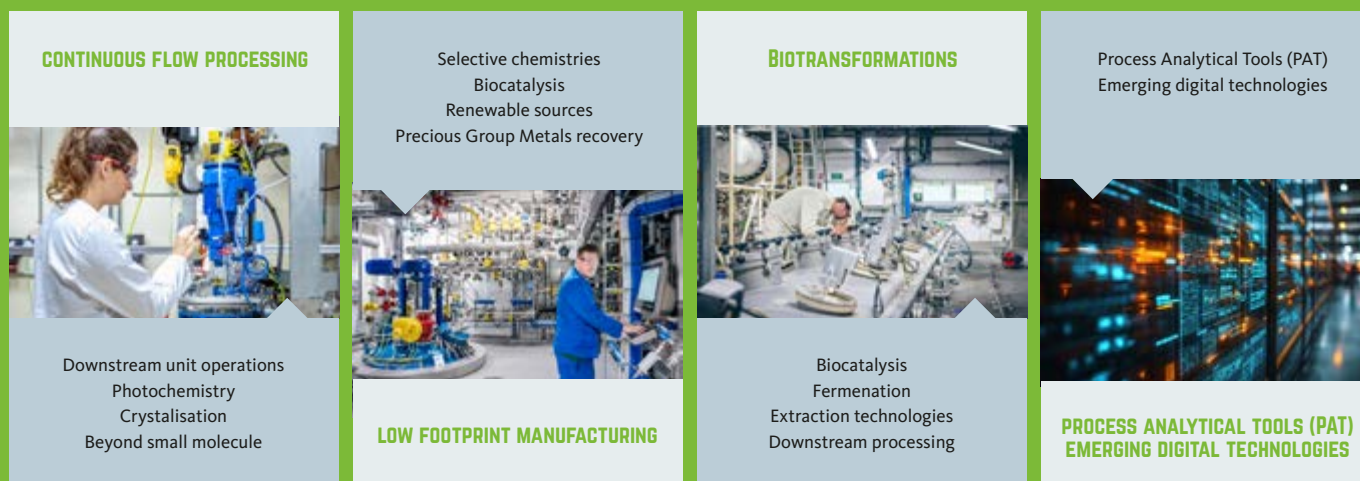 CONTINUOUS FLOW PROCESSING
Downstream unit operations
Photochemistry
Crystalisation
Beyond small molecule
Selective chemistries
Biocatalysis
Renewable sources
Precious Group Metals recovery
LOW FOOTPRINT MANUFACTURING
BIOTRANSFORMATIONS
Biocatalysis
Fermenation
Extraction technologies
Downstream processing
Process Analytical Tools (PAT)
Emerging digital technologies
PROCESS ANALYTICAL TOOLS (PAT)
EMERGING DIGITAL TECHNOLOGIES